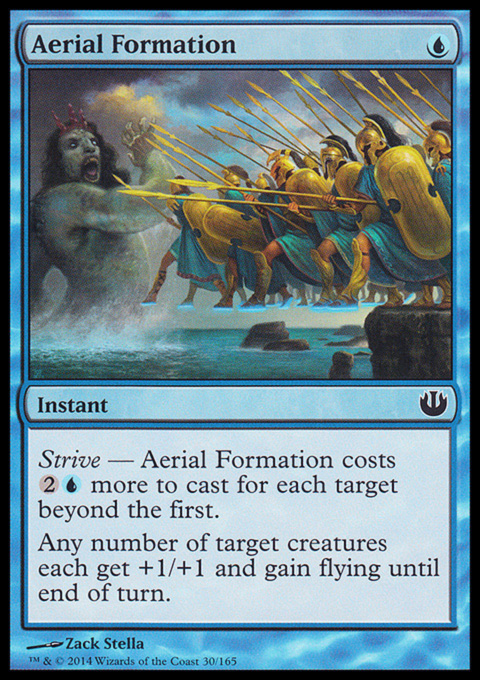 Aerial Formation
Instant
Strive — Aerial Formation costs
2 more to cast for each target
beyond the first.
Any number of target creatures
each get +1/+1 and gain flying until
end of turn.
Zack Stella
™ & © 2014 Wizards of the Coast 30/165